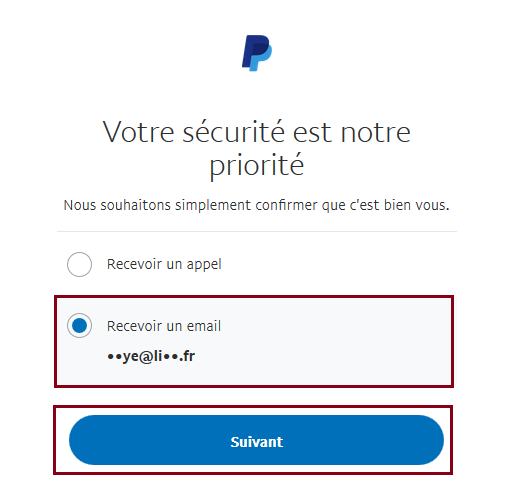 Votre sécurité est notre
priorité
Nous souhaitons simplement confirmer que c'est bien vous.
Recevoir un appel
Recevoir un email
••ye@li••.fr
Suivant